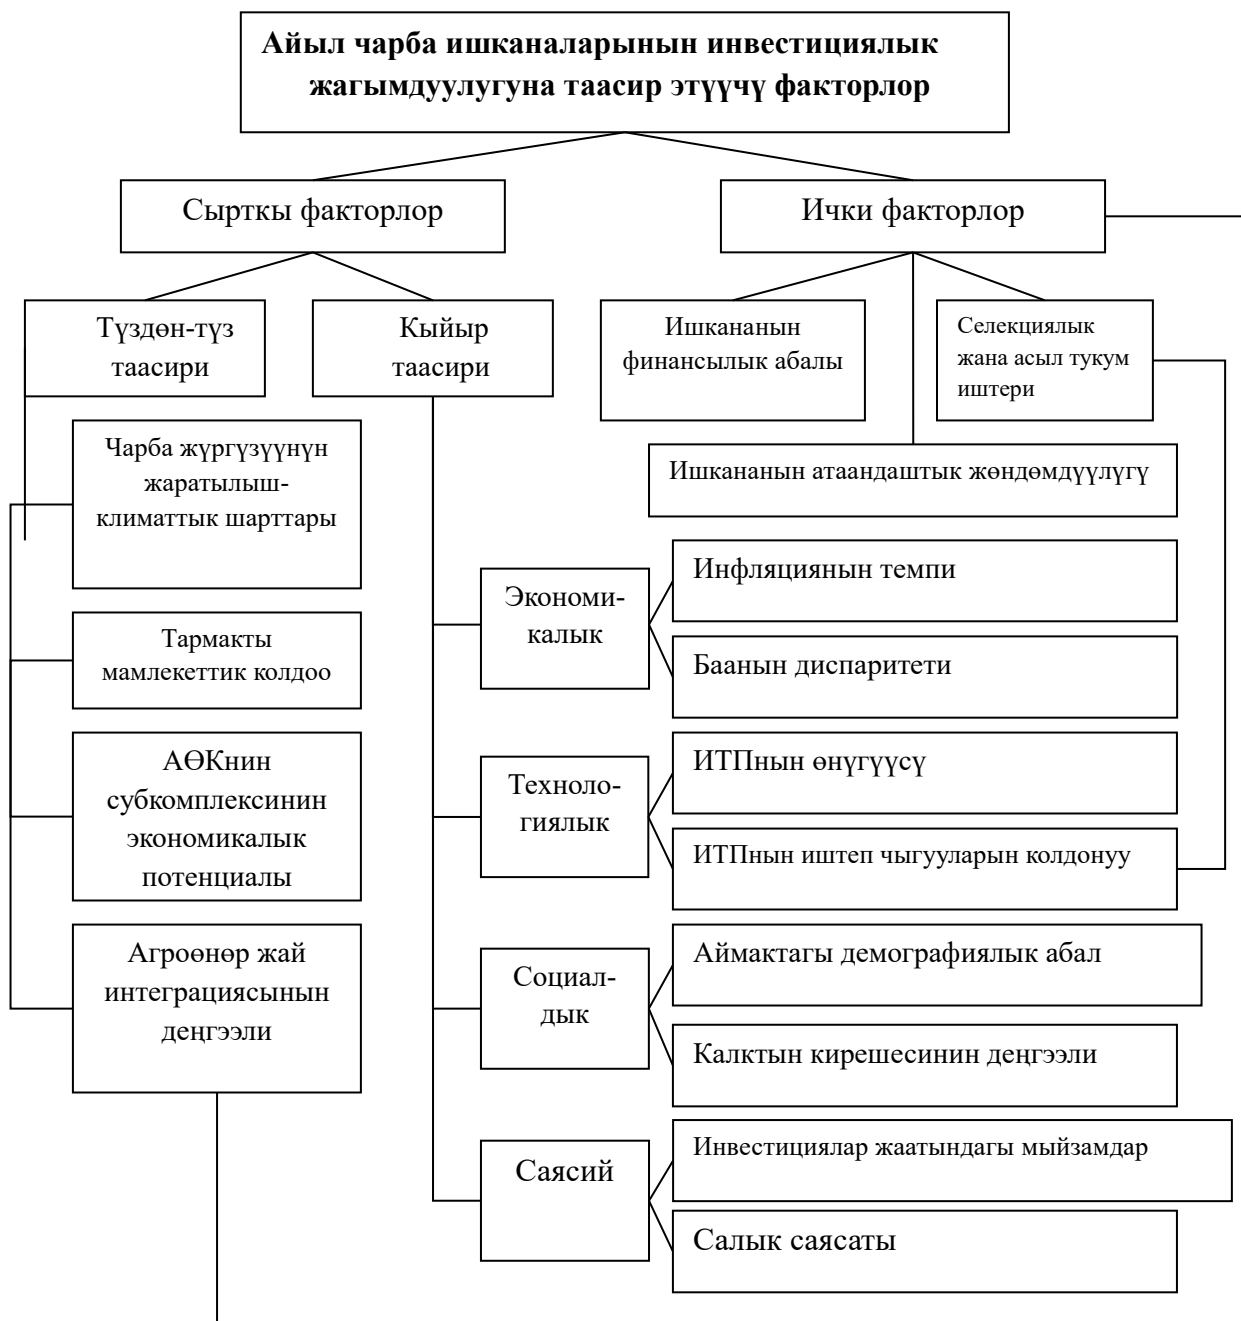 Айыл чарба ишканаларынын инвестициялык
жагымдуулугуна таасир этүүчү факторлор
Сырткы факторлор
Ички факторлор
Түздөн-түз
таасири
Кыйыр
таасири
Ишкананын
финансылык абалы
Селекциялык
жана асыл тукум
иштери
Ишкананын атаандаштык жөндөмдүүлүгү
Чарба жүргүзүүнүн
жаратылыш-
климаттык шарттары
Тармакты
мамлекеттик колдоо
АӨКнин
субкомплексинин
экономикалык
потенциалы
Агроөнөр жай
интеграциясынын
деңгээли
Экономи-
калык
Инфляциянын темпи
Баанын диспаритети
Техноло-
гиялык
ИТПнын өнүгүүсү
ИТПнын иштеп чыгууларын колдонуу
Социал-
дык
Аймактагы демографиялык абал
Калктын кирешесинин деңгээли
Саясий
Инвестициялар жаатындагы мыйзамдар
Салык саясаты